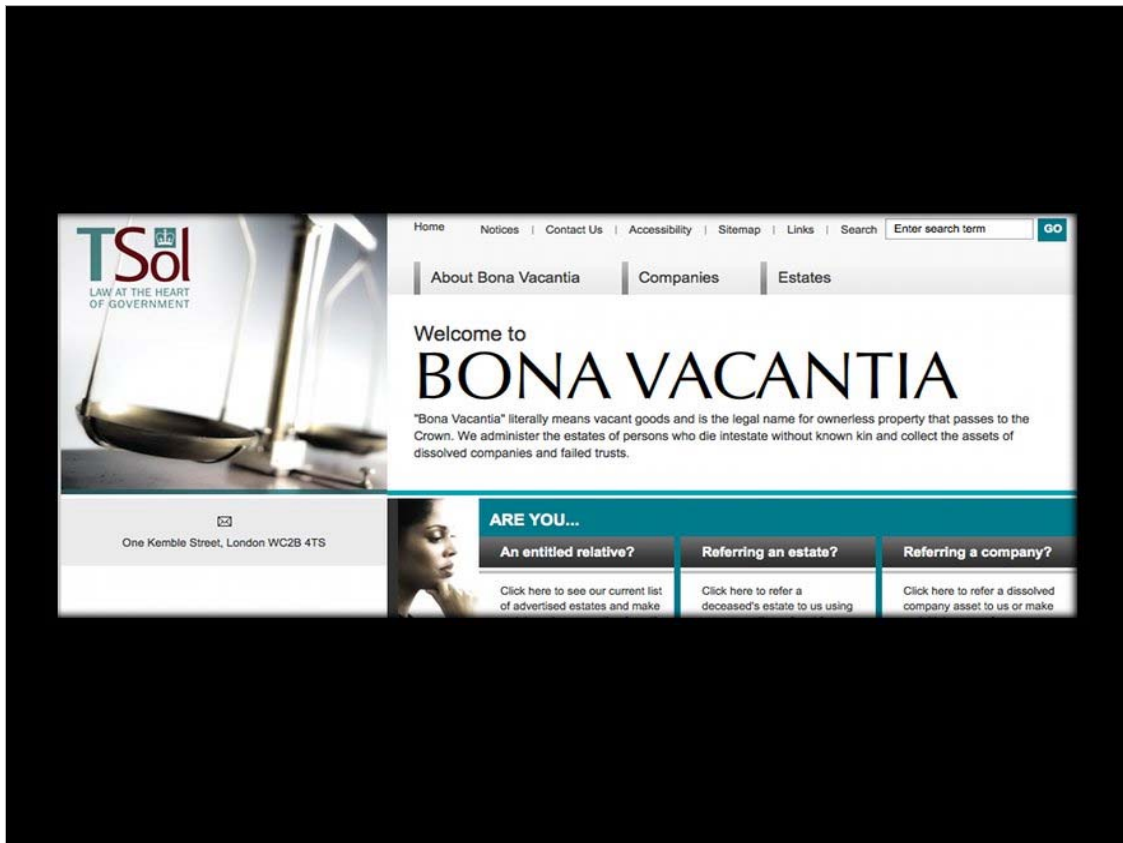 TSol
LAW AT THE HEART
OF GOVERNMENT
Home
Notices | Contact Us | Accessibility | Sitemap | Links | Search
Enter search term
GO
About Bona Vacantia
Companies
Estates
Welcome to
BONA VACANTIA
"Bona Vacantia" literally means vacant goods and is the legal name for ownerless property that passes to the
Crown. We administer the estates of persons who die intestate without known kin and collect the assets of
dissolved companies and failed trusts.
One Kemble Street, London WC2B 4TS
ARE YOU...
An entitled relative?
Click here to see our current list
of advertised estates and make
Referring an estate?
Click here to refer a
deceased's estate to us using
Referring a company?
Click here to refer a dissolved
company asset to us or make